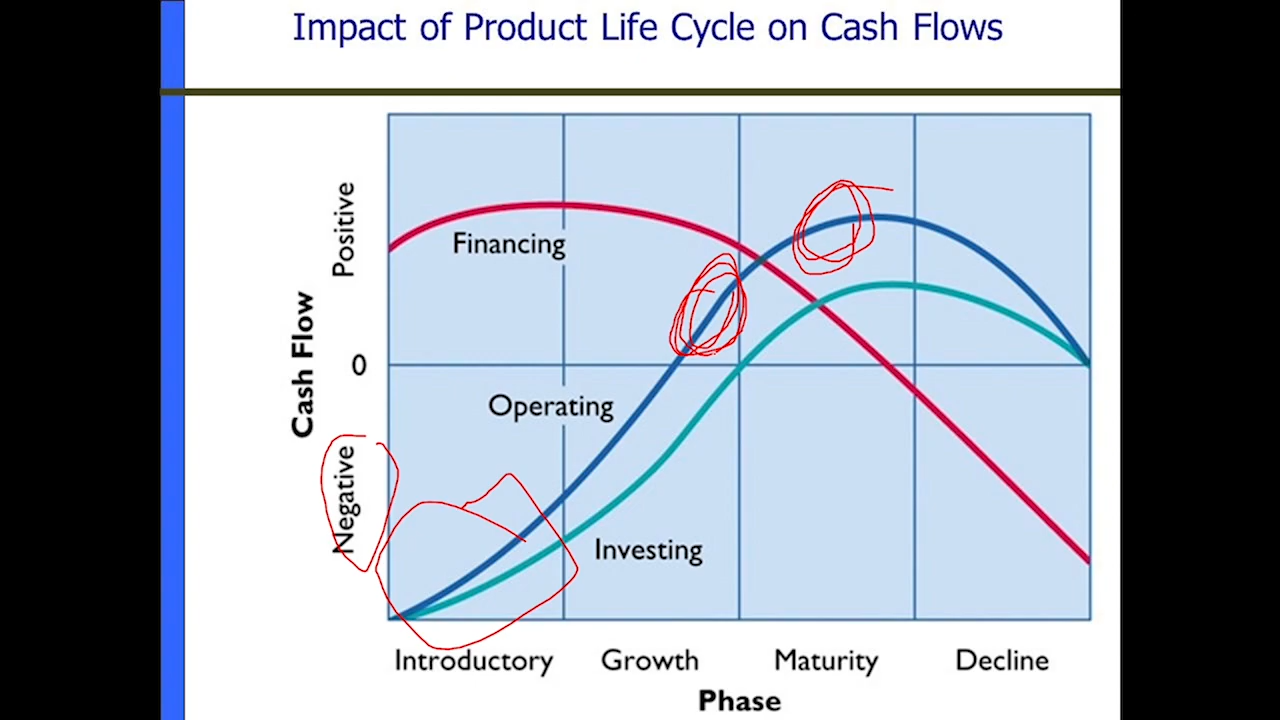 Impact of Product Life Cycle on Cash Flows
Positive
Financing
Cash Flow
0
Operating
Negative
Investing
Introductory
Growth
Maturity
Decline
Phase